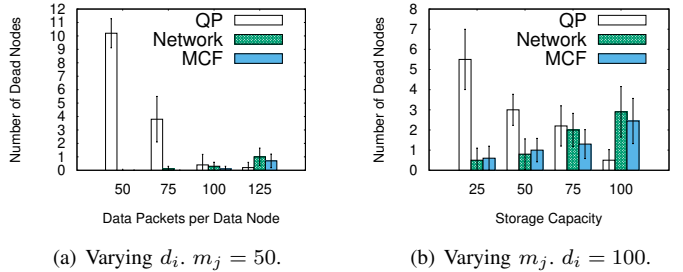 Number of Dead Nodes
12
11
10
9
8
7
6
5
4
3
2
1
0
QP
Network
MCF
50 75 100 125
Data Packets per Data Node
(a) Varying d_i. m_j = 50.
Number of Dead Nodes
8
7
6
5
4
3
2
1
0
QP
Network
MCF
25 50 75 100
Storage Capacity
(b) Varying m_j. d_i = 100.